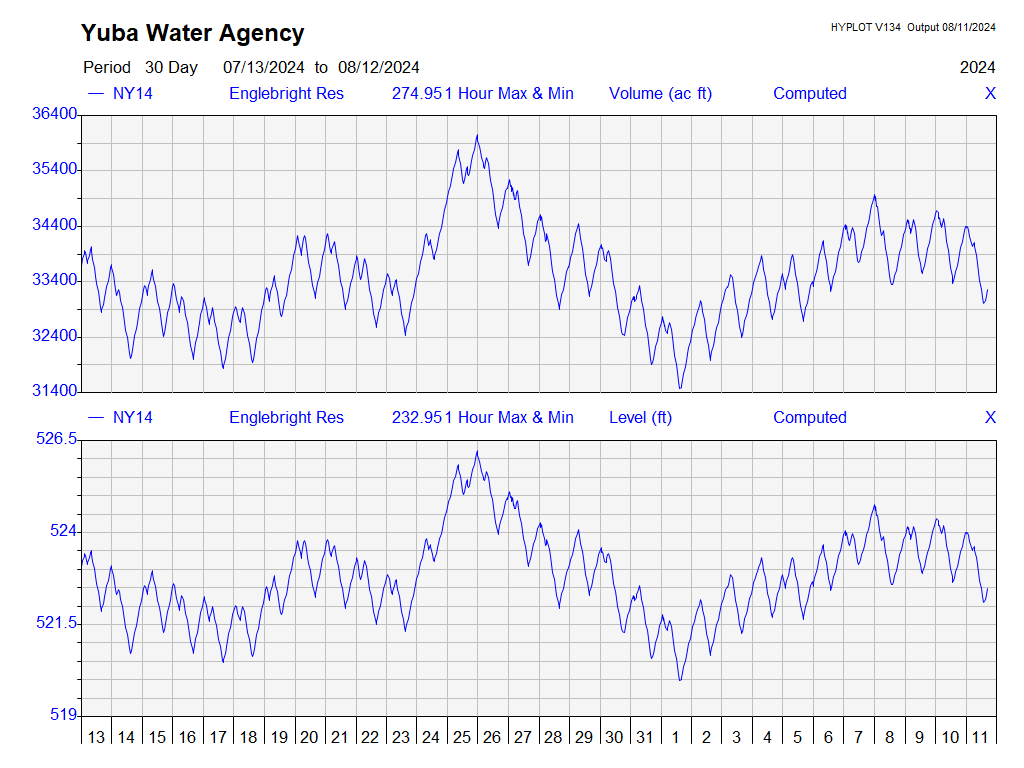 Yuba Water Agency
HYPLOT V134 Output 08/11/2024
Period 30 Day 07/13/2024 to 08/12/2024 2024
NY14 Englebright Res 274.951 Hour Max & Min Volume (ac ft) Computed X
36400
35400
34400
33400
32400
31400
NY14 Englebright Res 232.951 Hour Max & Min Level (ft) Computed X
526.5
524
521.5
519
13 14 15 16 17 18 19 20 21 22 23 24 25 26 27 28 29 30 31 1 2 3 4 5 6 7 8 9 10 11